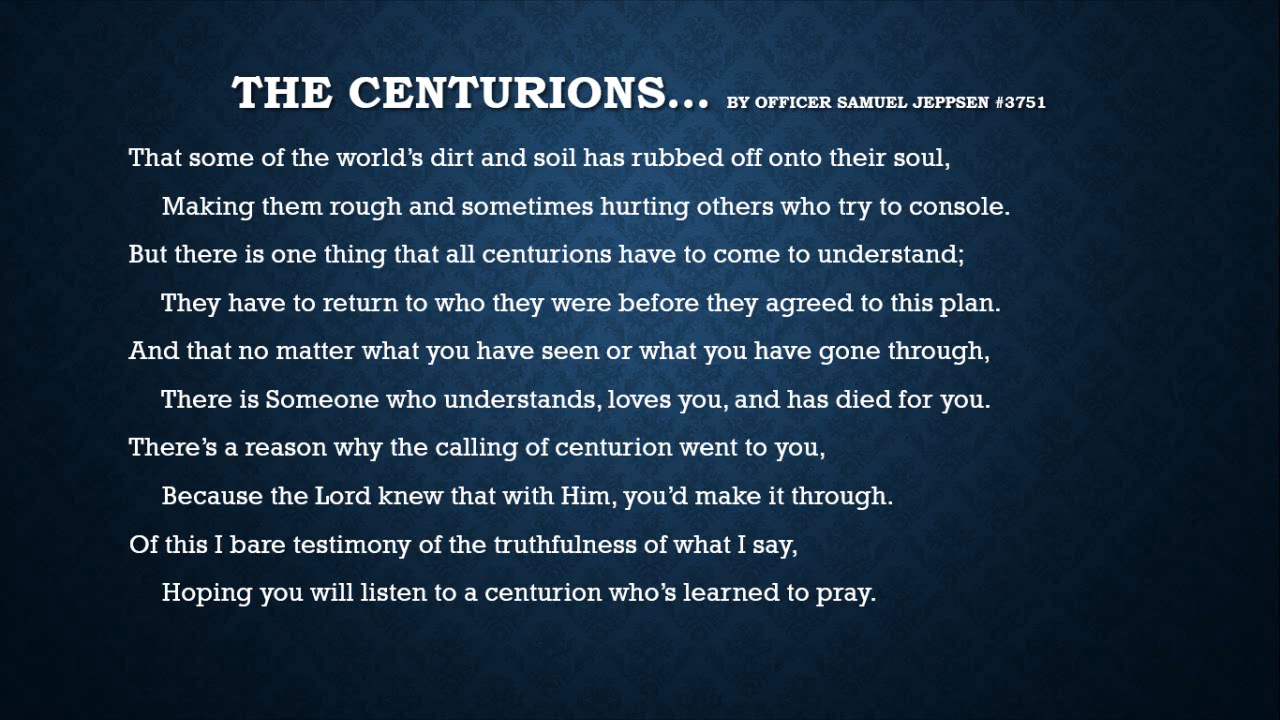 THE CENTURIONS... BY OFFICER SAMUEL JEPPSEN #3751
That some of the world's dirt and soil has rubbed off onto their soul,
Making them rough and sometimes hurting others who try to console.
But there is one thing that all centurions have to come to understand;
They have to return to who they were before they agreed to this plan.
And that no matter what you have seen or what you have gone through,
There is Someone who understands, loves you, and has died for you.
There's a reason why the calling of centurion went to you,
Because the Lord knew that with Him, you'd make it through.
Of this I bare testimony of the truthfulness of what I say,
Hoping you will listen to a centurion who's learned to pray.